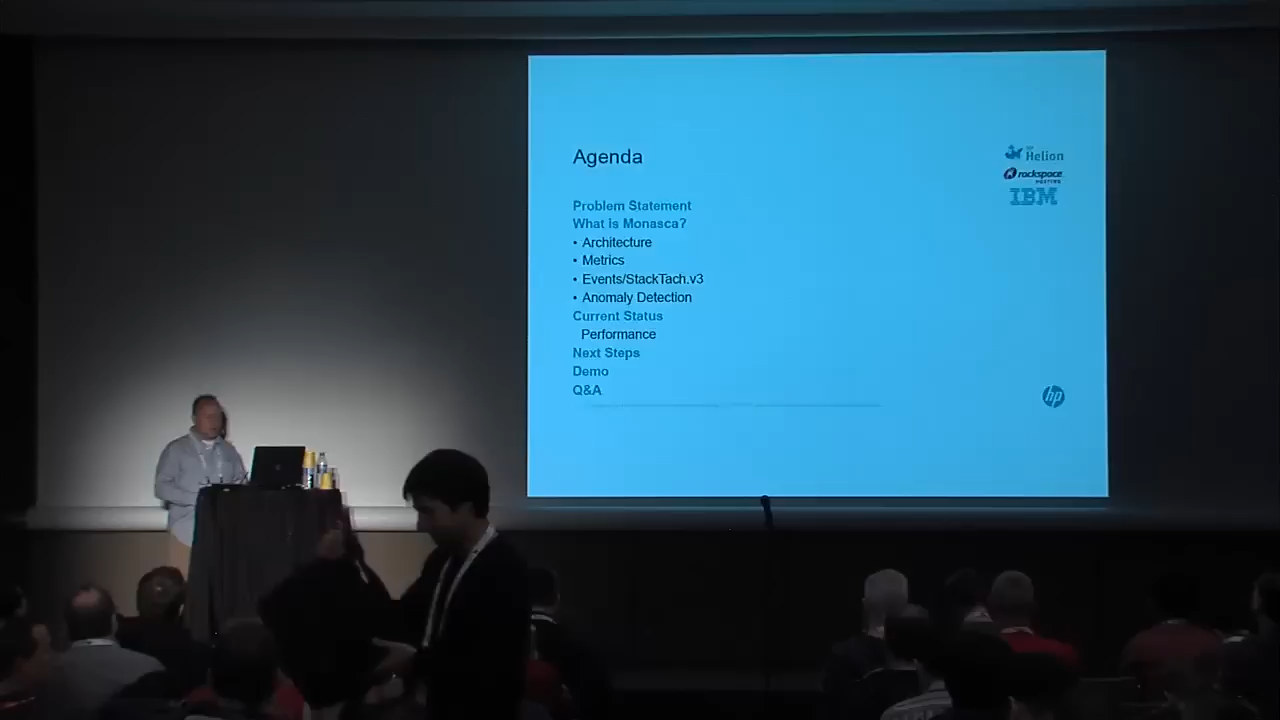 Agenda
Problem Statement
What is Monasca?
• Architecture
• Metrics
• Events/StackTach.v3
• Anomaly Detection
Current Status
Performance
Next Steps
Demo
Q&A
Helion
rackspace
IBM
hp